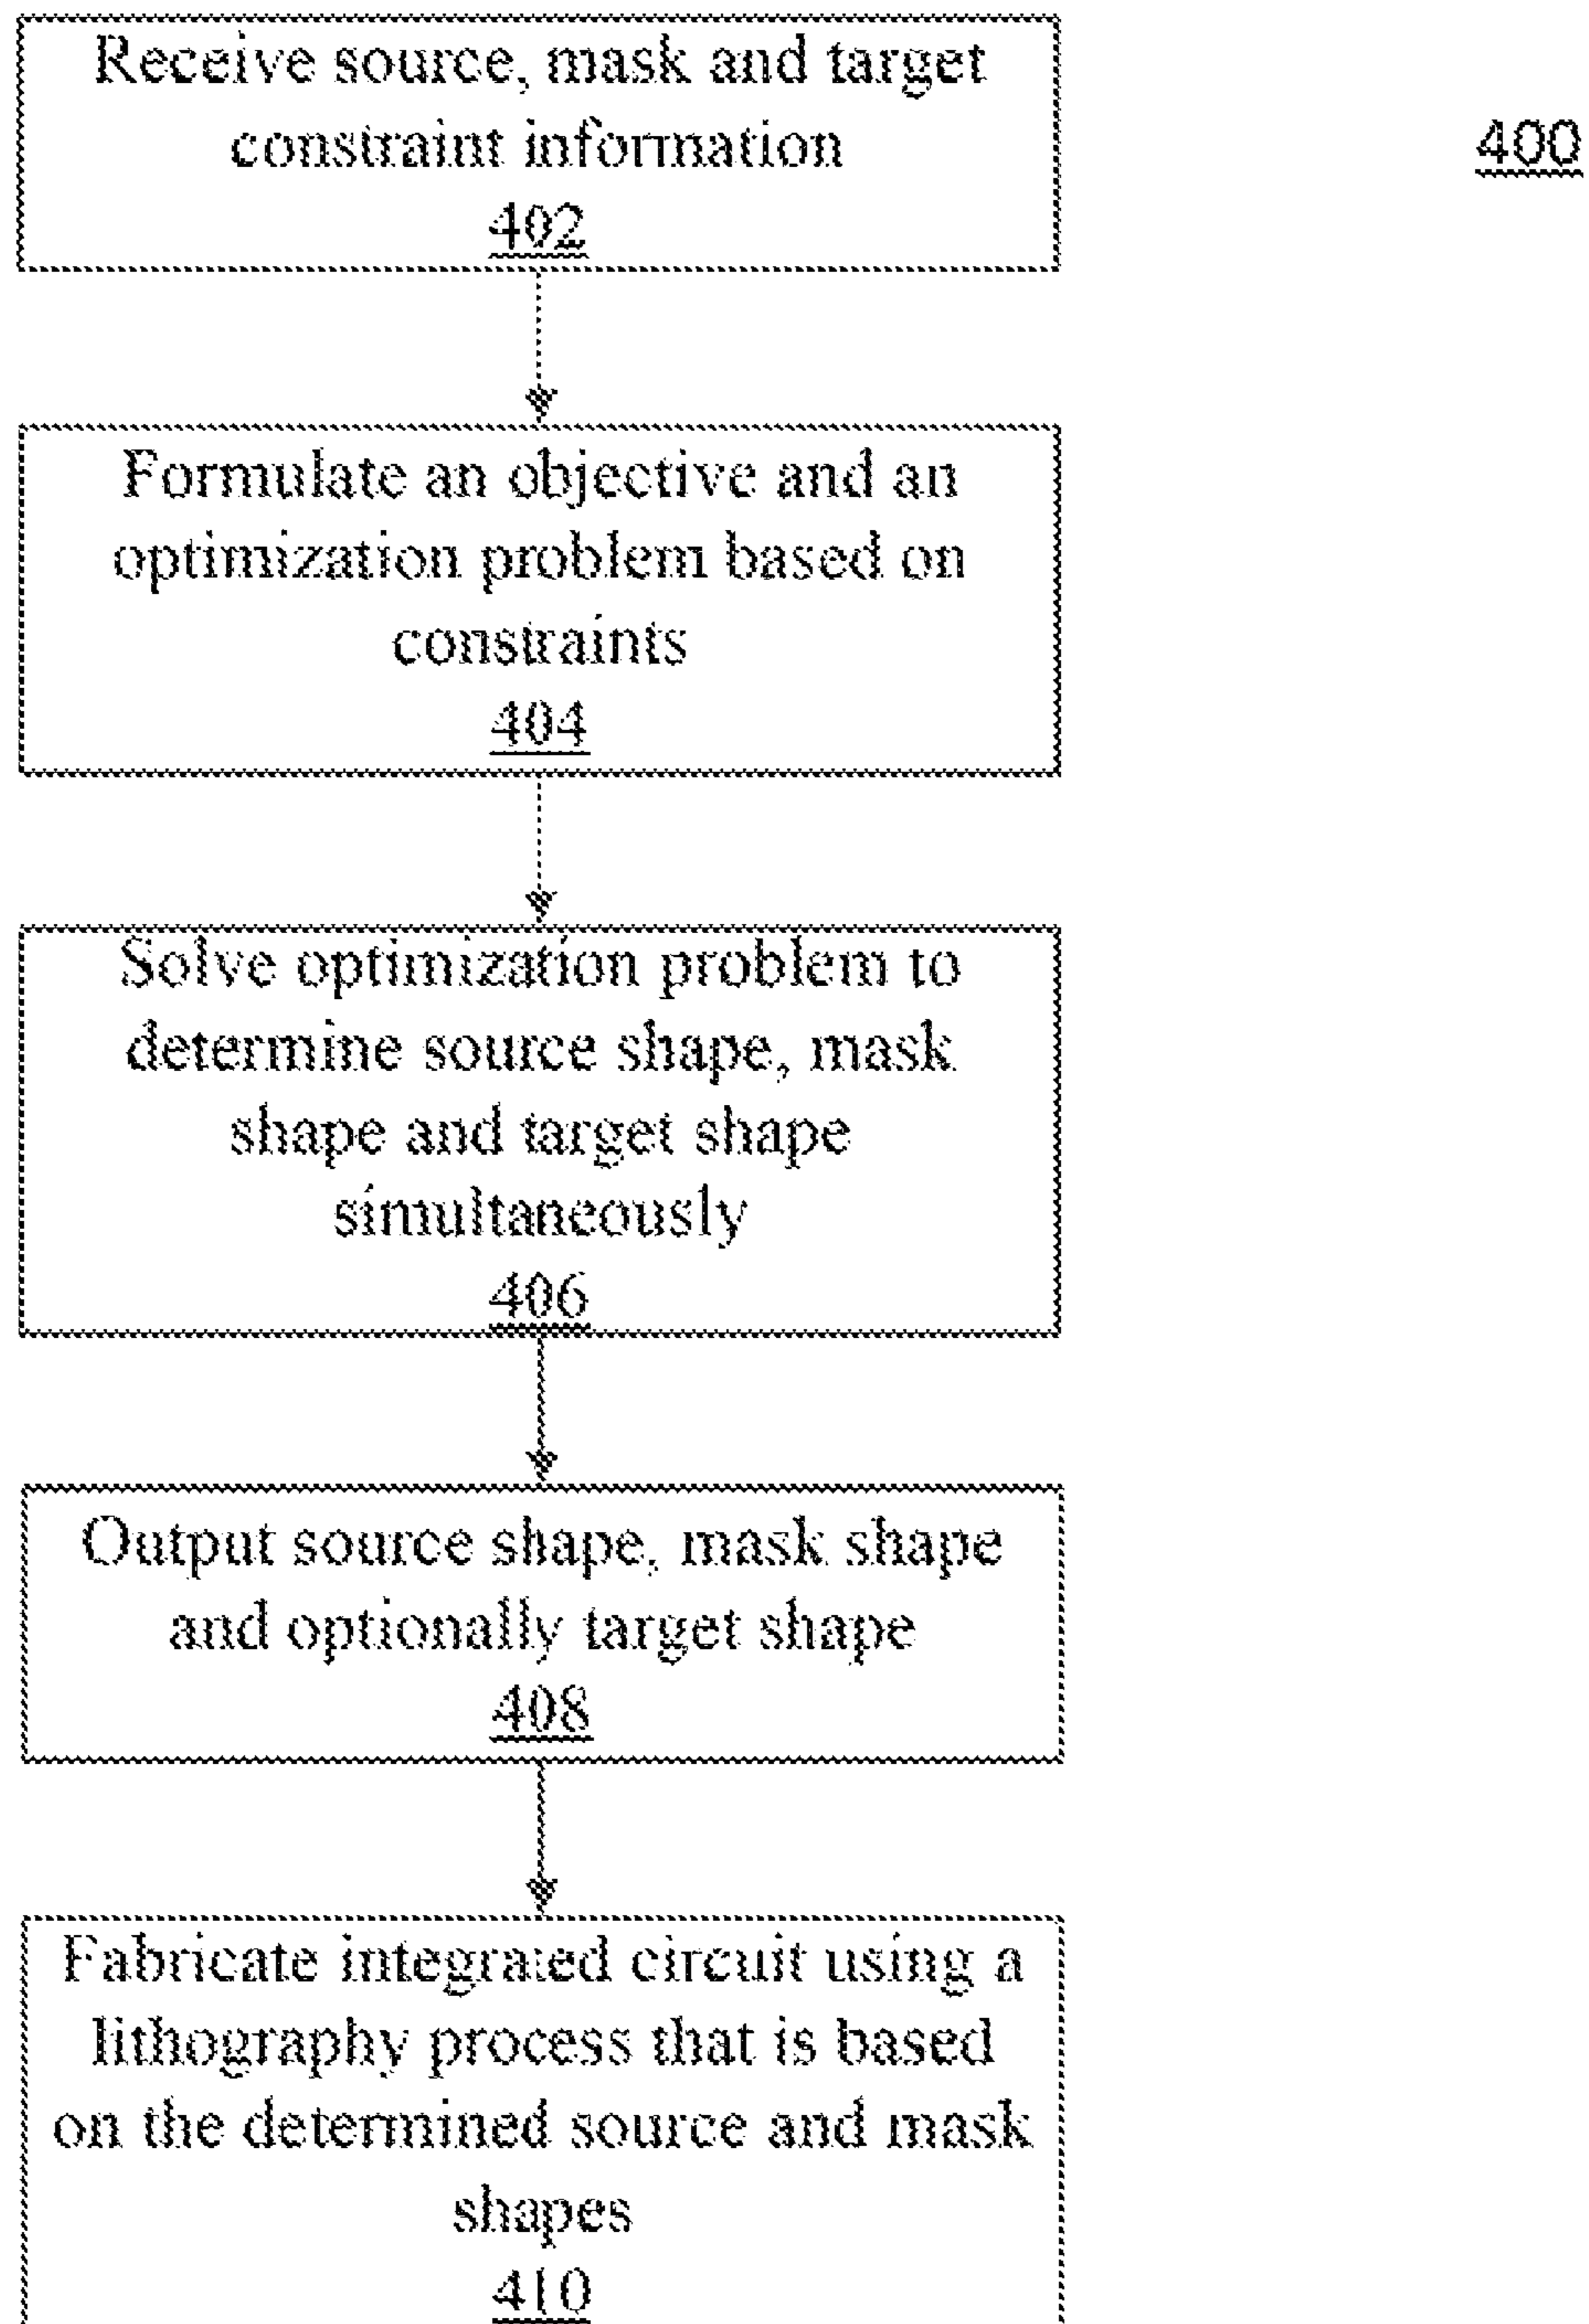 Receive source, mask and target
constraint information
402
400
Formulate an objective and an
optimization problem based on
constraints
404
Solve optimization problem to
determine source shape, mask
shape and target shape
simultaneously
406
Output source shape, mask shape
and optionally target shape
408
Fabricate integrated circuit using a
lithography process that is based
on the determined source and mask
shapes
410